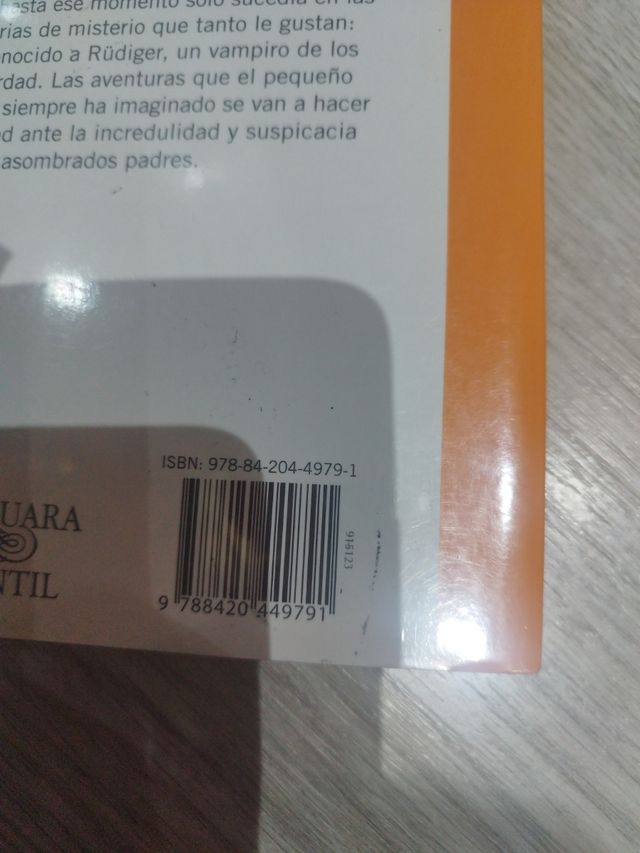 asta ese momento sólo sucedía en las
rias de misterio que tanto le gustan:
nocido a Rüdiger, un vampiro de los
rdad. Las aventuras que el pequeño
siempre ha imaginado se van a hacer
d ante la incredulidad y suspicacia
asombrados padres.
ISBN: 978-84-204-4979-1
915123
9 788420 449791
UARA
NTIL